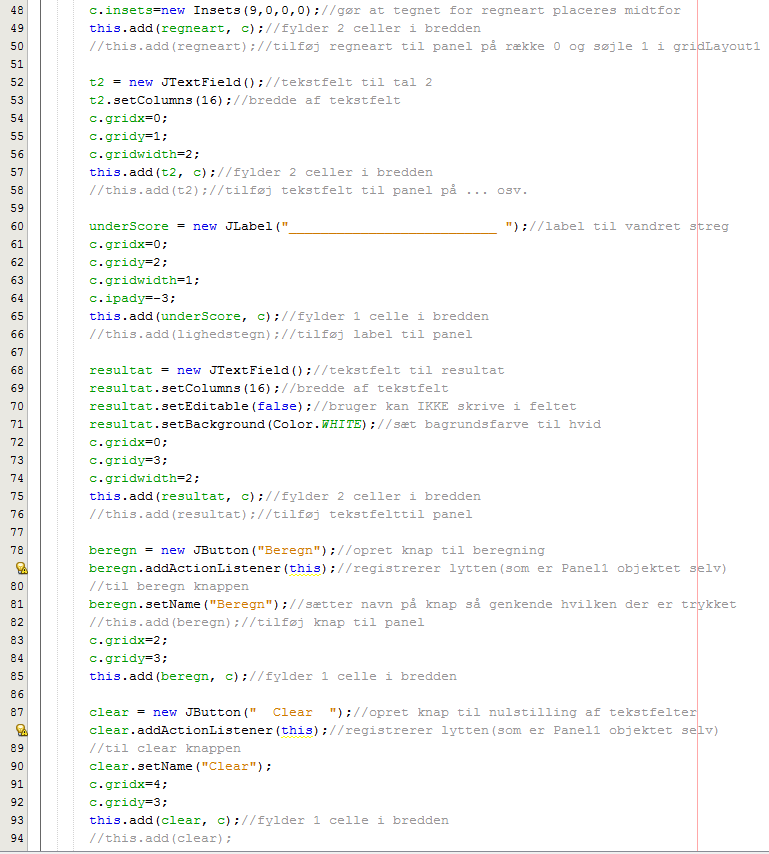 48 c.insets=new Insets(9,0,0,0);//gør at tegnet for regneart placeres midtfor
49 this.add(regneart, c);//fylder 2 celler i bredden
50 //this.add(regneart);//tilføj regneart til panel på række 0 og søjle 1 i gridLayout1
51
52 t2 = new JTextField();//tekstfelt til tal 2
53 t2.setColumns(16);//bredde af tekstfelt
54 c.gridx=0;
55 c.gridy=1;
56 c.gridwidth=2;
57 this.add(t2, c);//fylder 2 celler i bredden
58 //this.add(t2);//tilføj tekstfelt til panel på ... osv.
59
60 underScore = new JLabel("__________________________ ");//label til vandret streg
61 c.gridx=0;
62 c.gridy=2;
63 c.gridwidth=1;
64 c.ipady=-3;
65 this.add(underScore, c);//fylder 1 celle i bredden
66 //this.add(lighedstegn);//tilføj label til panel
67
68 resultat = new JTextField();//tekstfelt til resultat
69 resultat.setColumns(16);//bredde af tekstfelt
70 resultat.setEditable(false);//bruger kan IKKE skrive i feltet
71 resultat.setBackground(Color.WHITE);//sæt bagrundsfarve til hvid
72 c.gridx=0;
73 c.gridy=3;
74 c.gridwidth=2;
75 this.add(resultat, c);//fylder 2 celler i bredden
76 //this.add(resultat);//tilføj tekstfelttil panel
77
78 beregn = new JButton("Beregn");//opret knap til beregning
beregn.addActionListener(this);//registrerer lytten(som er Panel1 objektet selv)
80 //til beregn knappen
81 beregn.setName("Beregn");//sætter navn på knap så genkende hvilken der er trykket
82 //this.add(beregn);//tilføj knap til panel
83 c.gridx=2;
84 c.gridy=3;
85 this.add(beregn, c);//fylder 1 celle i bredden
86
87 clear = new JButton("  Clear  ");//opret knap til nulstilling af tekstfelter
clear.addActionListener(this);//registrerer lytten(som er Panel1 objektet selv)
89 //til clear knappen
90 clear.setName("Clear");
91 c.gridx=4;
92 c.gridy=3;
93 this.add(clear, c);//fylder 1 celle i bredden
94 //this.add(clear);